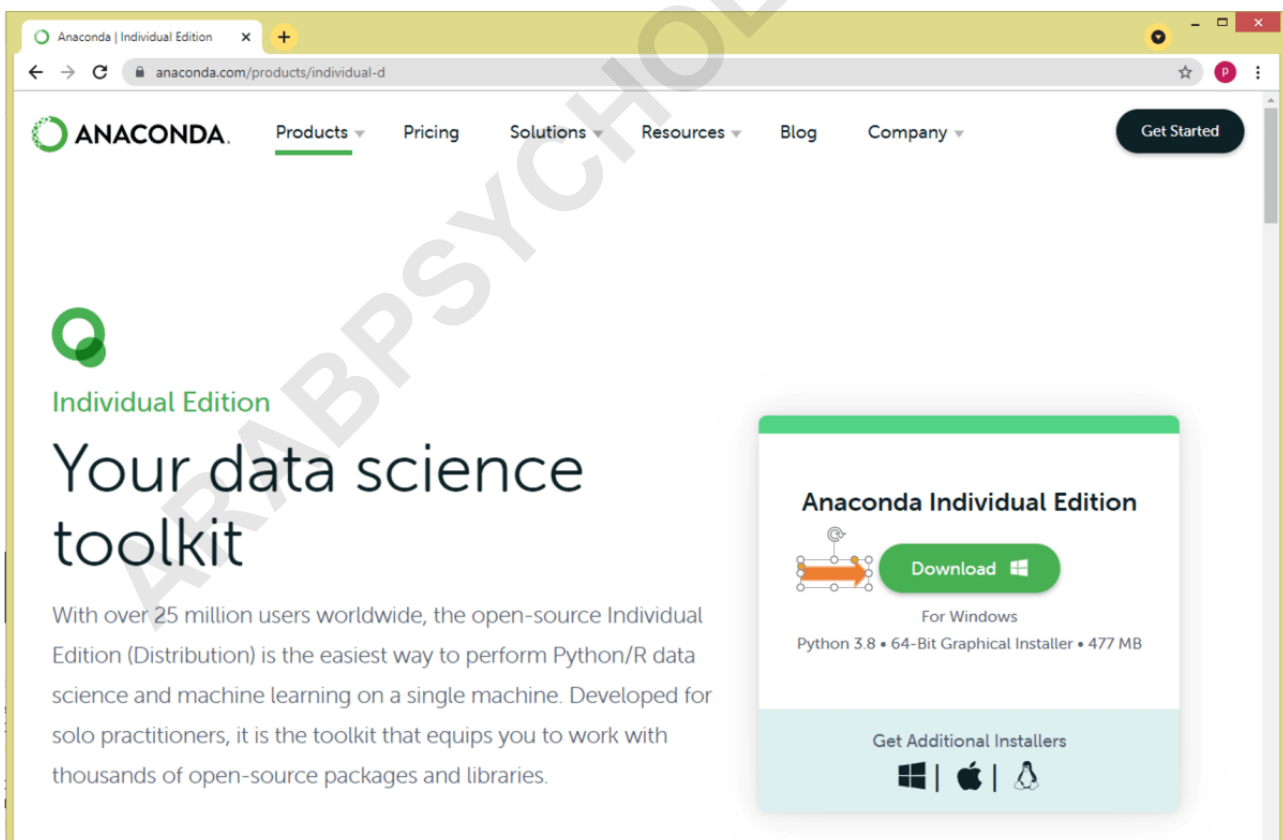 Anaconda | Individual Edition
anaconda.com/products/individual-d
P
ANACONDA.
Products
Pricing
Solutions
Resources
Blog
Company
Get Started
Individual Edition
Your data science
toolkit
With over 25 million users worldwide, the open-source Individual
Edition (Distribution) is the easiest way to perform Python/R data
science and machine learning on a single machine. Developed for
solo practitioners, it is the toolkit that equips you to work with
thousands of open-source packages and libraries.
Anaconda Individual Edition
Download
For Windows
Python 3.8 • 64-Bit Graphical Installer • 477 MB
Get Additional Installers
ARABPSYCHOL